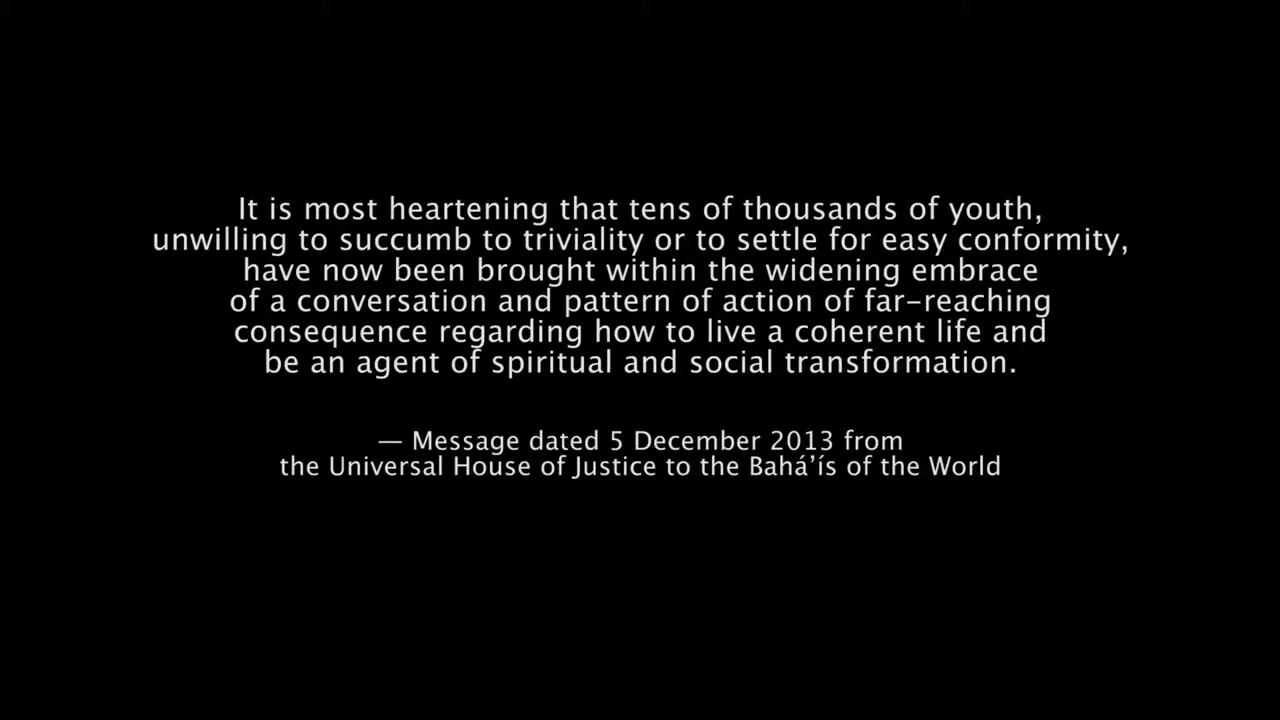 It is most heartening that tens of thousands of youth,
unwilling to succumb to triviality or to settle for easy conformity,
have now been brought within the widening embrace
of a conversation and pattern of action of far–reaching
consequence regarding how to live a coherent life and
be an agent of spiritual and social transformation.
— Message dated 5 December 2013 from
the Universal House of Justice to the Bahá’ís of the World